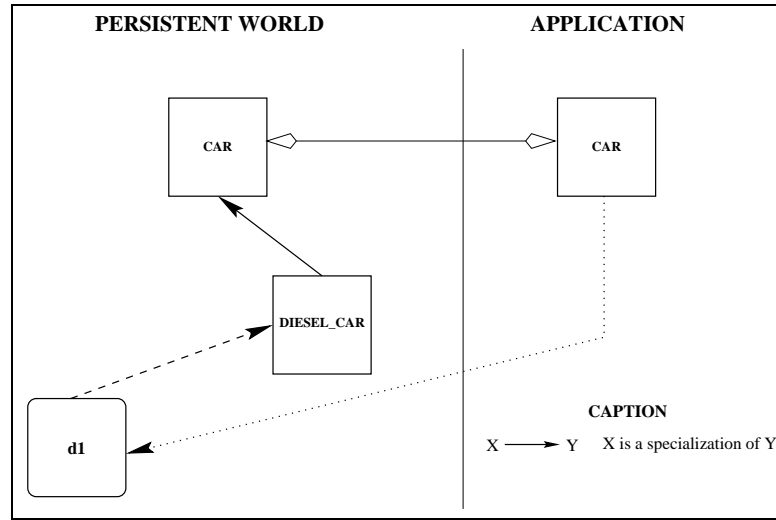 PERSISTENT WORLD
APPLICATION
CAR
CAR
DIESEL_CAR
d1
CAPTION
X Y X is a specialization of Y